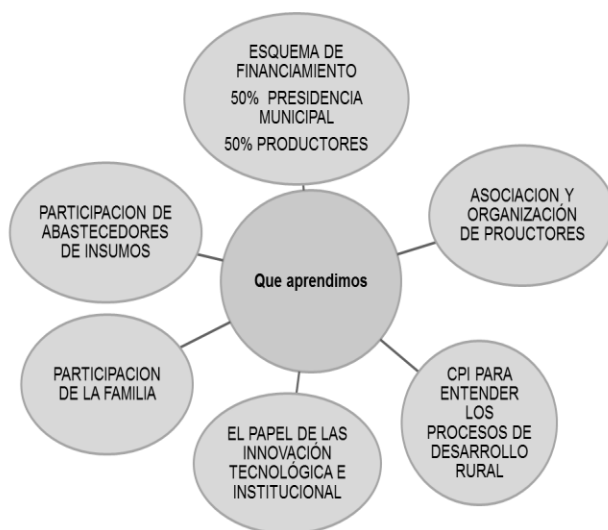 ESQUEMA DE
FINANCIAMIENTO
50% PRESIDENCIA
MUNICIPAL
50% PRODUCTORES
PARTICIPACION DE
ABASTECEDORES
DE INSUMOS
ASOCIACION Y
ORGANIZACIÓN
DE PROUCTORES
Que aprendimos
PARTICIPACION
DE LA FAMILIA
CPI PARA
ENTENDER
LOS
PROCESOS DE
DESARROLLO
RURAL
EL PAPEL DE LAS
INNOVACIÓN
TECNOLÓGICA E
INSTITUCIONAL